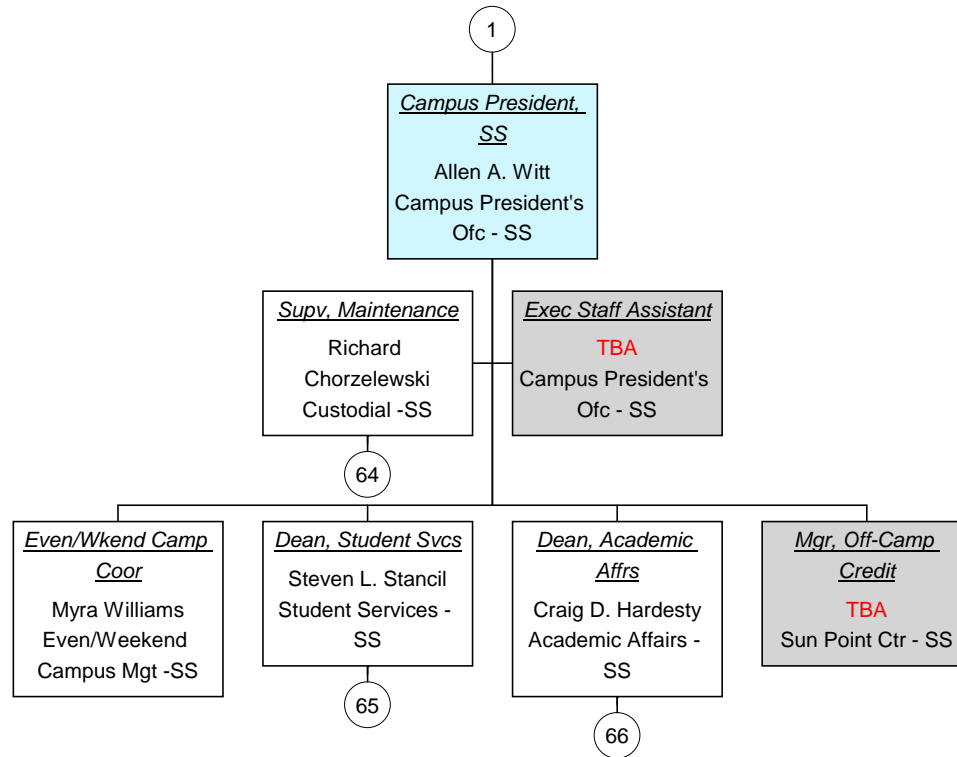 1
Campus President,
SS
Allen A. Witt
Campus President's
Ofc - SS
Supv, Maintenance
Richard
Chorzelewski
Custodial -SS
64
Exec Staff Assistant
TBA
Campus President's
Ofc - SS
Even/Wkend Camp
Coor
Myra Williams
Even/Weekend
Campus Mgt -SS
Dean, Student Svcs
Steven L. Stancil
Student Services -
SS
65
Dean, Academic
Affrs
Craig D. Hardesty
Academic Affairs -
SS
66
Mgr, Off-Camp
Credit
TBA
Sun Point Ctr - SS